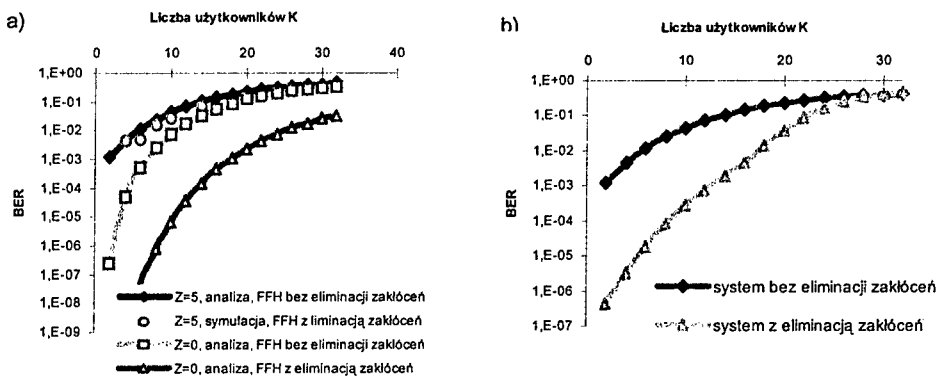 a)
Liczba użytkowników K
0 10 20 30 40
1,E+00
1,E-01
1,E-02
1,E-03
1,E-04
1,E-05
1,E-06
1,E-07
1,E-08
1,E-09
BER
Z=5, analiza, FFH bez eliminacji zakłóceń
Z=5, symulacja, FFH z liminacją zakłóceń
Z=0, analiza, FFH bez eliminacji zakłóceń
Z=0, analiza, FFH z eliminacją zakłóceń
Liczba użytkowników K
0 10 20 30
1,E+00
1,E-01
1,E-02
1,E-03
1,E-04
1,E-05
1,E-06
1,E-07
BER
system bez eliminacji zakłóceń
system z eliminacją zakłóceń